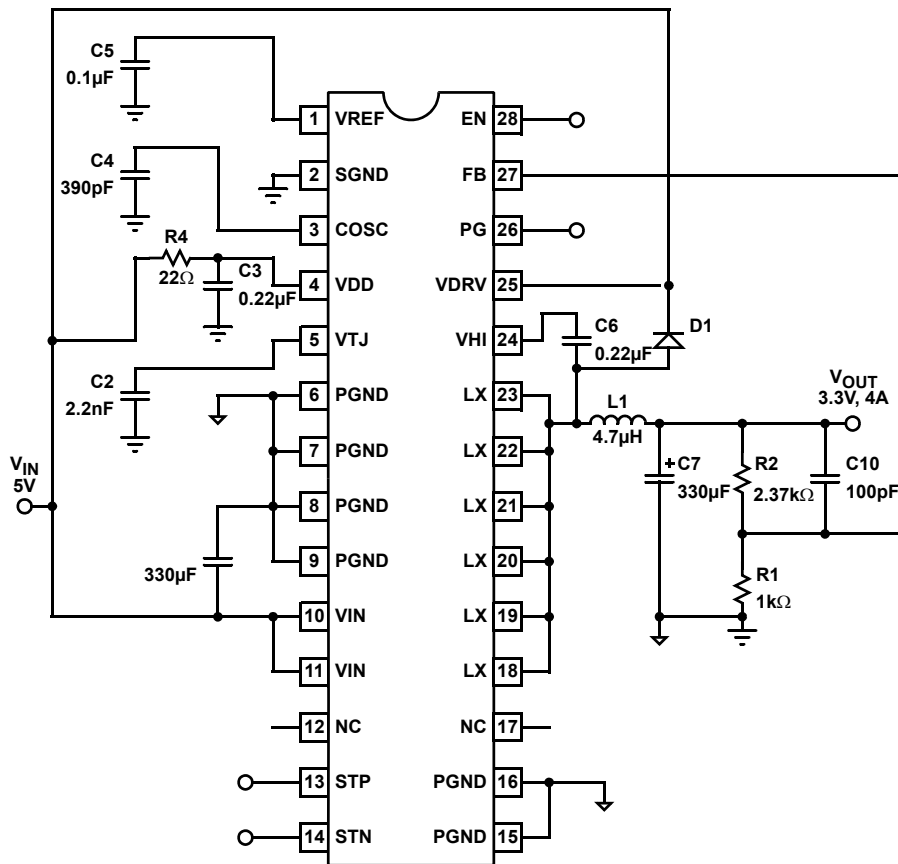 C5
0.1µF
C4
390pF
R4
22Ω
C3
0.22µF
C2
2.2nF
VIN
5V
330µF
1 VREF
2 SGND
3 COSC
4 VDD
5 VTJ
6 PGND
7 PGND
8 PGND
9 PGND
10 VIN
11 VIN
12 NC
13 STP
14 STN
EN 28
FB 27
PG 26
VDRV 25
VHI 24
LX 23
LX 22
LX 21
LX 20
LX 19
LX 18
NC 17
PGND 16
PGND 15
C6
0.22µF
D1
L1
4.7µH
VOUT
3.3V, 4A
+ C7
330µF
R2
2.37kΩ
C10
100pF
R1
1kΩ